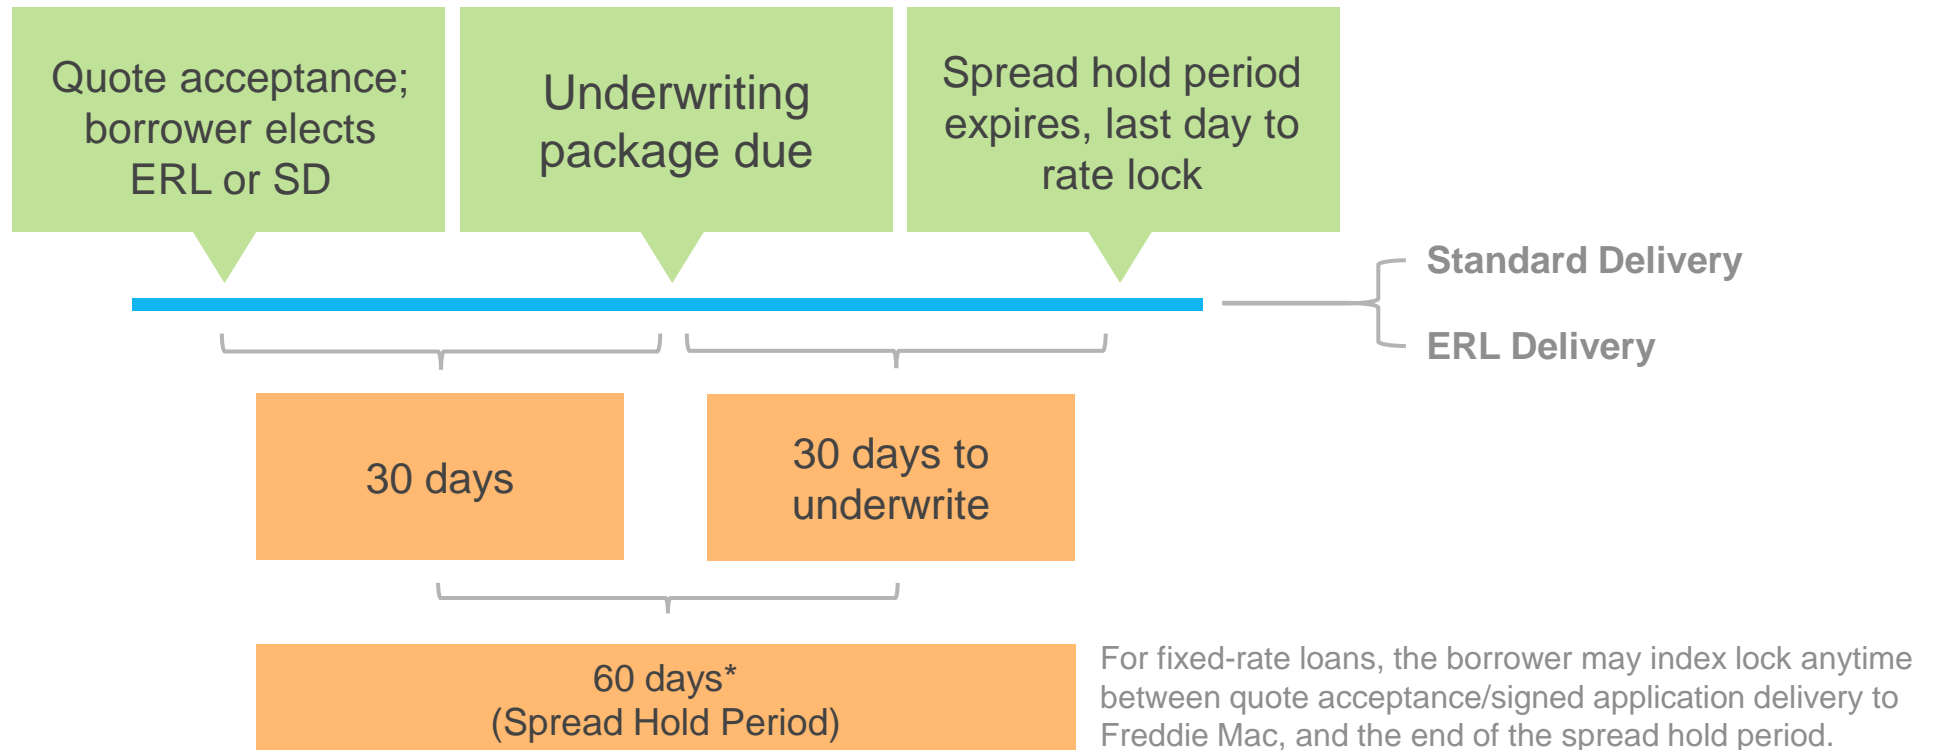 Quote acceptance;
borrower elects
ERL or SD
Underwriting
package due
Spread hold period
expires, last day to
rate lock
Standard Delivery
ERL Delivery
30 days
30 days to
underwrite
60 days*
(Spread Hold Period)
For fixed-rate loans, the borrower may index lock anytime
between quote acceptance/signed application delivery to
Freddie Mac, and the end of the spread hold period.